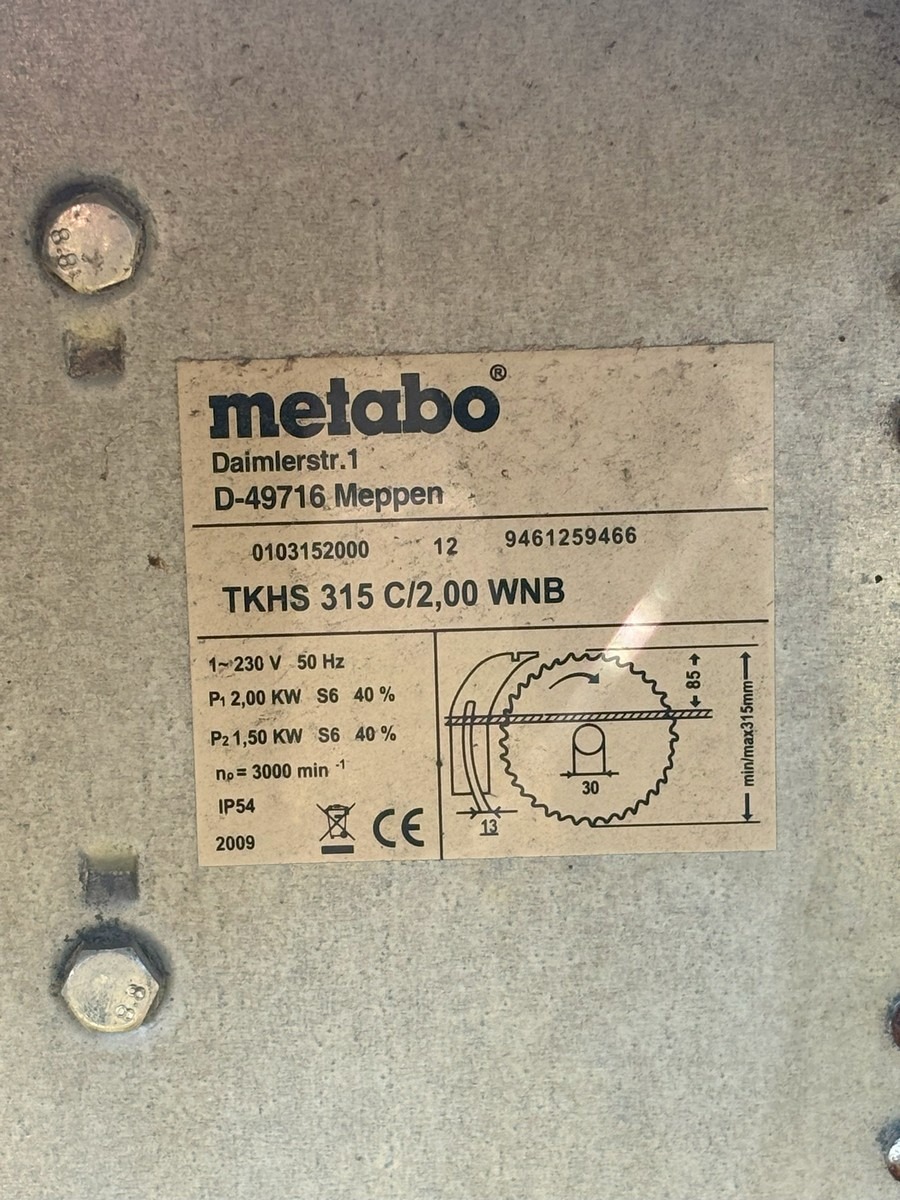 8.8
metabo®
Daimlerstr.1
D-49716 Meppen
0103152000 12 9461259466
TKHS 315 C/2,00 WNB
1~ 230 V 50 Hz
P1 2,00 KW S6 40 %
P2 1,50 KW S6 40 %
n₀ = 3000 min -1
IP54
2009
CE
85
min/max315mm
30
13
8.8